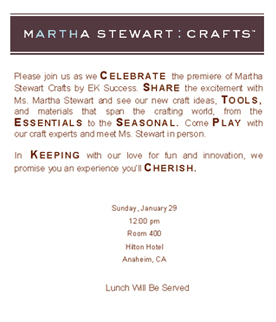 MARTHA STEWART : CRAFTS™
Please join us as we CELEBRATE the premiere of Martha
Stewart Crafts by EK Success. SHARE the excitement with
Ms. Martha Stewart and see our new craft ideas, TOOLS,
and materials that span the crafting world, from the
ESSENTIALS to the SEASONAL. Come PLAY with
our craft experts and meet Ms. Stewart in person.
In KEEPING with our love for fun and innovation, we
promise you an experience you'll CHERISH.
Sunday, January 29
12:00 pm
Room 400
Hilton Hotel
Anaheim, CA
Lunch Will Be Served